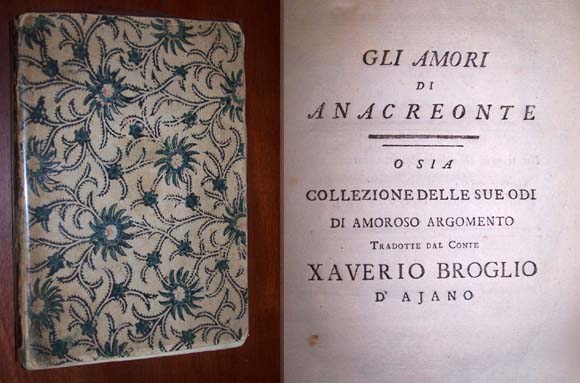 GLI AMORI
DI
ANACREONTE
O SIA
COLLEZIONE DELLE SUE ODI
DI AMOROSO ARGOMENTO
TRADOTTE DAL CONTE
XAVERIO BROGLIO
D' AJANO